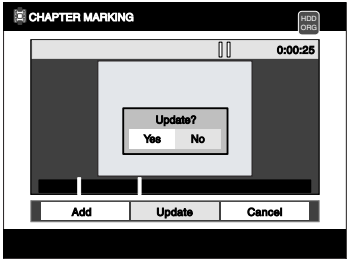 CHAPTER MARKING
HDD
ORG
0:00:25
Update?
Yes No
Add Update Cancel